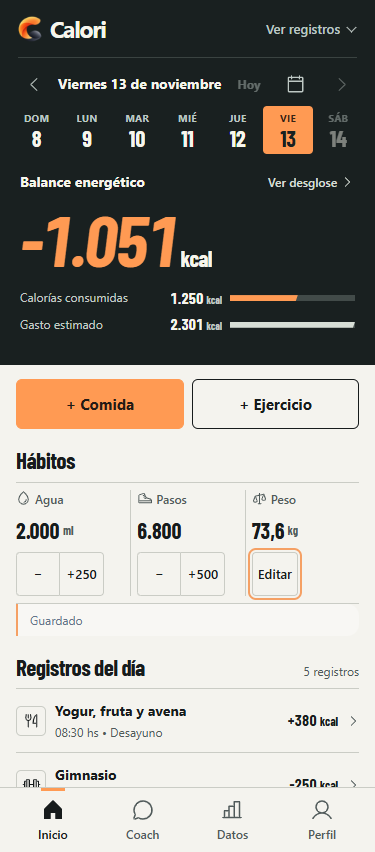 Calori
Ver registros
Viernes 13 de noviembre Hoy
DOM LUN MAR MIÉ JUE VIE SÁB
8 9 10 11 12 13 14
Balance energético Ver desglose
-1.051 kcal
Calorías consumidas 1.250 kcal
Gasto estimado 2.301 kcal
+ Comida + Ejercicio
Hábitos
Agua Pasos Peso
2.000 ml 6.800 73,6 kg
− +250 − +500 Editar
Guardado
Registros del día 5 registros
Yogur, fruta y avena +380 kcal
08:30 hs • Desayuno
Gimnasio -250 kcal
Inicio Coach Datos Perfil